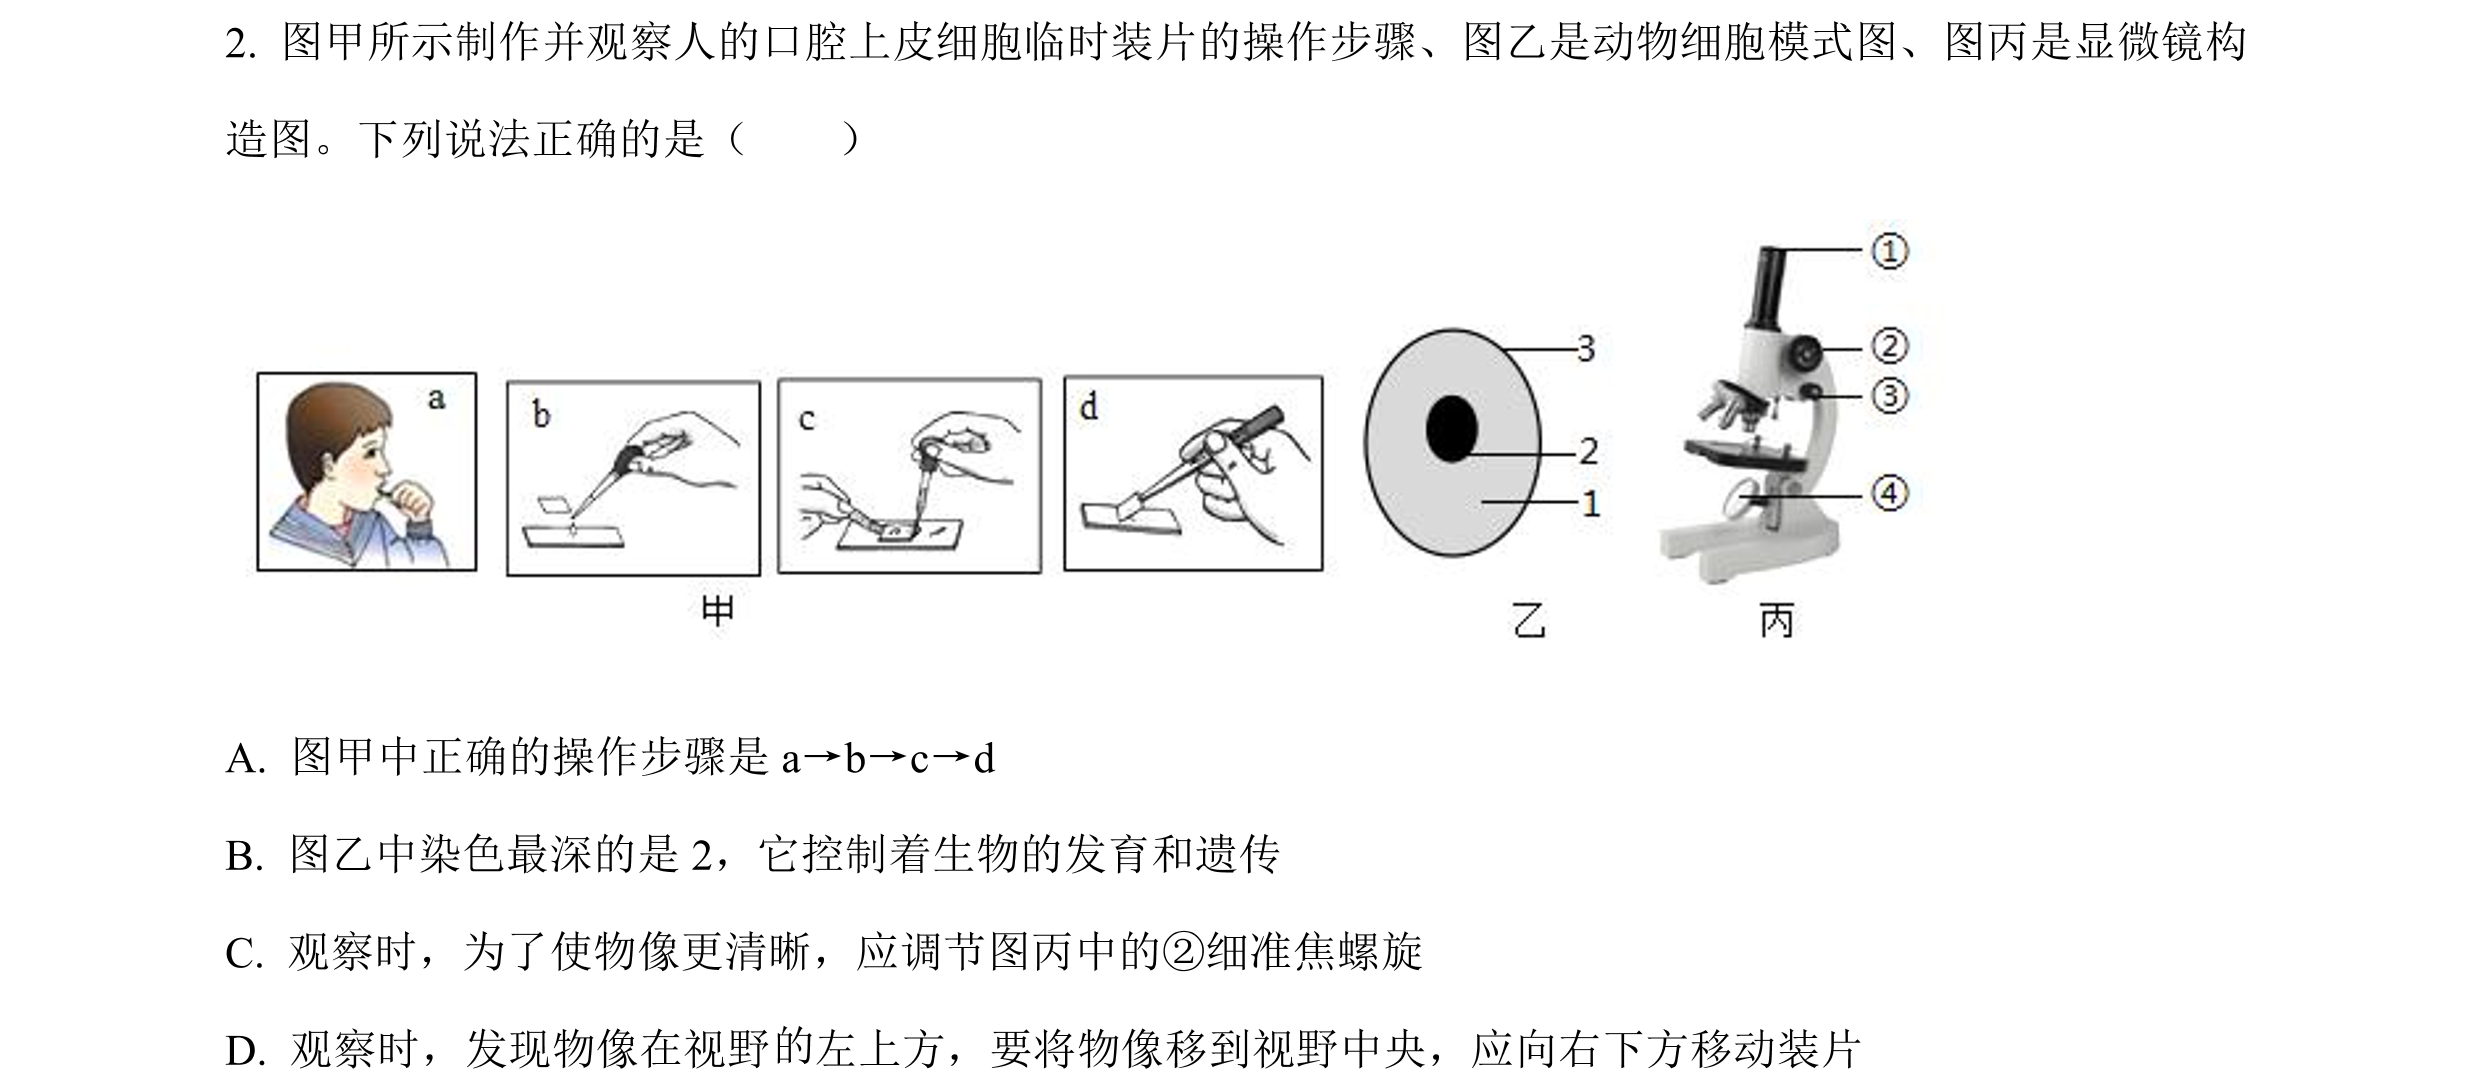 2. 图甲所示制作并观察人的口腔上皮细胞临时装片的操作步骤、图乙是动物细胞模式图、图丙是显微镜构
造图。下列说法正确的是（　　）
a
b
c
d
甲
3
2
1
乙
①
②
③
④
丙
A. 图甲中正确的操作步骤是 a→b→c→d
B. 图乙中染色最深的是 2，它控制着生物的发育和遗传
C. 观察时，为了使物像更清晰，应调节图丙中的②细准焦螺旋
D. 观察时，发现物像在视野的左上方，要将物像移到视野中央，应向右下方移动装片